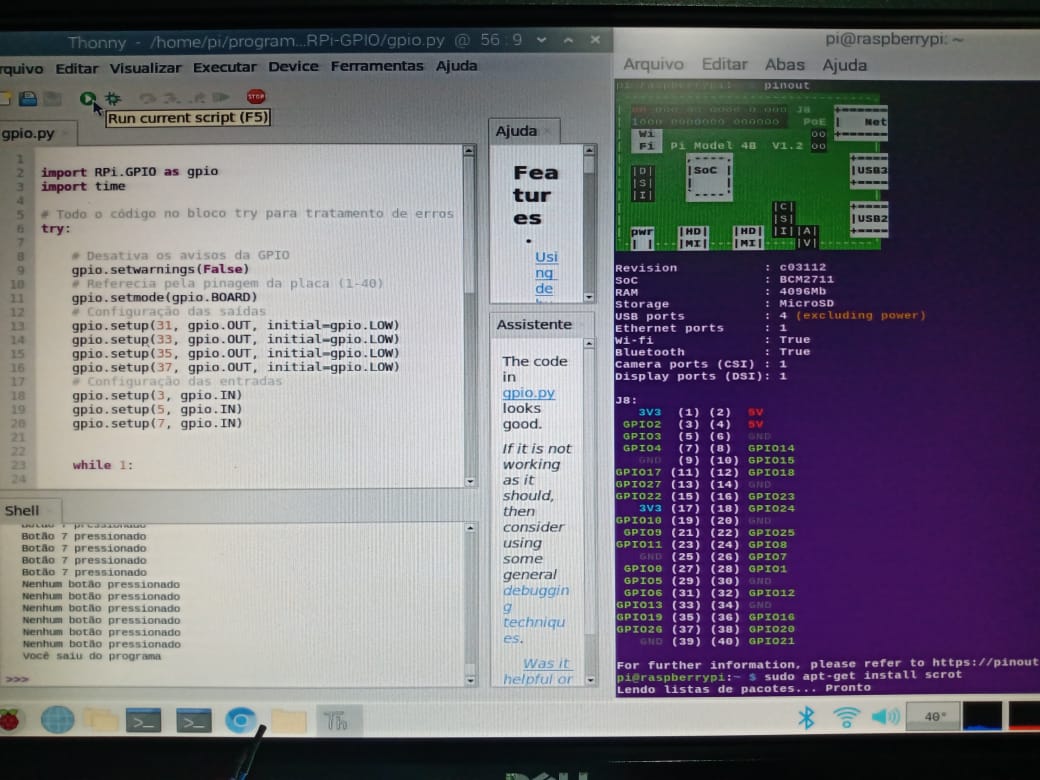 Thonny - /home/pi/program...RPi-GPIO/gpio.py @ 56:9
rquivo Editar Visualizar Executar Device Ferramentas Ajuda
STOP
Run current script (F5)
gpio.py
1
2 import RPi.GPIO as gpio
3 import time
4
5 # Todo o código no bloco try para tratamento de erros
6 try:
7
8 # Desativa os avisos da GPIO
9 gpio.setwarnings(False)
10 # Referecia pela pinagem da placa (1-40)
11 gpio.setmode(gpio.BOARD)
12 # Configuração das saídas
13 gpio.setup(31, gpio.OUT, initial=gpio.LOW)
14 gpio.setup(33, gpio.OUT, initial=gpio.LOW)
15 gpio.setup(35, gpio.OUT, initial=gpio.LOW)
16 gpio.setup(37, gpio.OUT, initial=gpio.LOW)
17 # Configuração das entradas
18 gpio.setup(3, gpio.IN)
19 gpio.setup(5, gpio.IN)
20 gpio.setup(7, gpio.IN)
21
22
23 while 1:
24
Shell
Botão 7 pressionado
Botão 7 pressionado
Botão 7 pressionado
Botão 7 pressionado
Botão 7 pressionado
Nenhum botão pressionado
Nenhum botão pressionado
Nenhum botão pressionado
Nenhum botão pressionado
Nenhum botão pressionado
Nenhum botão pressionado
Você saiu do programa
>>>
Ajuda
Fea
tur
es
Usi
ng
de
Assistente
The code
in
gpio.py
looks
good.
If it is not
working
as it
should,
then
consider
using
some
general
debuggin
g
techniqu
es.
Was it
helpful or
pi@raspberrypi: ~
Arquivo Editar Abas Ajuda
pi@raspberrypi:~ $ pinout
J8
PoE
Net
Wi
Fi Pi Model 4B V1.2
|D| SoC USB3
|S|
|I|
|C| USB2
|S|
pwr |HD| |HD| |I||A|
|MI| |MI| |V|
Revision : c03112
SoC : BCM2711
RAM : 4096Mb
Storage : MicroSD
USB ports : 4 (excluding power)
Ethernet ports : 1
Wi-fi : True
Bluetooth : True
Camera ports (CSI) : 1
Display ports (DSI): 1
J8:
3V3 (1) (2) 5V
GPIO2 (3) (4) 5V
GPIO3 (5) (6) GND
GPIO4 (7) (8) GPIO14
GND (9) (10) GPIO15
GPIO17 (11) (12) GPIO18
GPIO27 (13) (14) GND
GPIO22 (15) (16) GPIO23
3V3 (17) (18) GPIO24
GPIO10 (19) (20) GND
GPIO9 (21) (22) GPIO25
GPIO11 (23) (24) GPIO8
GND (25) (26) GPIO7
GPIO0 (27) (28) GPIO1
GPIO5 (29) (30) GND
GPIO6 (31) (32) GPIO12
GPIO13 (33) (34) GND
GPIO19 (35) (36) GPIO16
GPIO26 (37) (38) GPIO20
GND (39) (40) GPIO21
For further information, please refer to https://pinout
pi@raspberrypi:~ $ sudo apt-get install scrot
Lendo listas de pacotes... Pronto
Th
40°
DELL